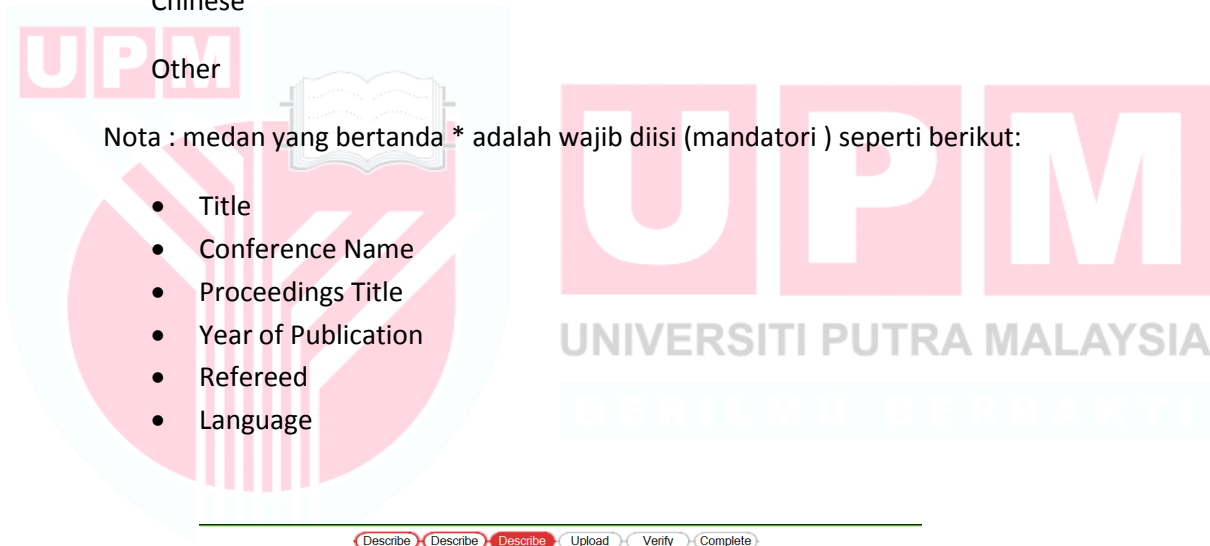 Chinese
UPM
Other
Nota : medan yang bertanda * adalah wajib diisi (mandatori ) seperti berikut:
• Title
• Conference Name
• Proceedings Title
• Year of Publication
• Refereed
• Language
UPM
UNIVERSITI PUTRA MALAYSIA
BERILMU BERBAKTI
Describe Describe Describe Upload Verify Complete